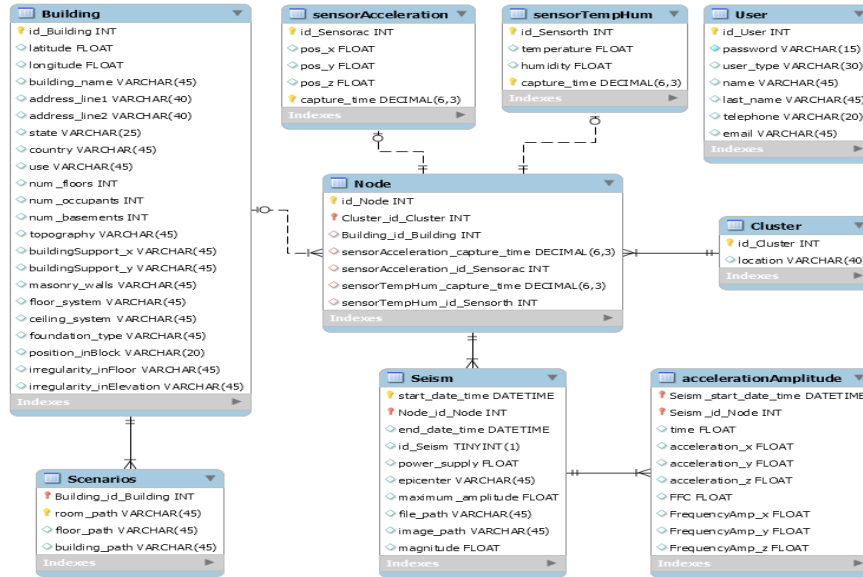 Building
id_Building INT
latitude FLOAT
longitude FLOAT
building_name VARCHAR(45)
address_line1 VARCHAR(40)
address_line2 VARCHAR(40)
state VARCHAR(25)
country VARCHAR(45)
use VARCHAR(45)
num_floors INT
num_occupants INT
num_basements INT
topography VARCHAR(45)
buildingSupport_x VARCHAR(45)
buildingSupport_y VARCHAR(45)
masonry_walls VARCHAR(45)
floor_system VARCHAR(45)
ceiling_system VARCHAR(45)
foundation_type VARCHAR(45)
position_inBlock VARCHAR(20)
irregularity_inFloor VARCHAR(45)
irregularity_inElevation VARCHAR(45)
Indexes
sensorAcceleration
id_Sensorac INT
pos_x FLOAT
pos_y FLOAT
pos_z FLOAT
capture_time DECIMAL(6,3)
Indexes
sensorTempHum
id_Sensorth INT
temperature FLOAT
humidity FLOAT
capture_time DECIMAL(6,3)
Indexes
User
id_User INT
password VARCHAR(15)
user_type VARCHAR(30)
name VARCHAR(45)
last_name VARCHAR(45)
telephone VARCHAR(20)
email VARCHAR(45)
Indexes
Node
id_Node INT
Cluster_id_Cluster INT
Building_id_Building INT
sensorAcceleration_capture_time DECIMAL(6,3)
sensorAcceleration_id_Sensorac INT
sensorTempHum_capture_time DECIMAL(6,3)
sensorTempHum_id_Sensorth INT
Indexes
Cluster
id_Cluster INT
location VARCHAR(40)
Indexes
Scenarios
Building_id_Building INT
room_path VARCHAR(45)
floor_path VARCHAR(45)
building_path VARCHAR(45)
Indexes
Seism
start_date_time DATETIME
Node_id_Node INT
end_date_time DATETIME
id_Seism TINYINT(1)
power_supply FLOAT
epicenter VARCHAR(45)
maximum_amplitude FLOAT
file_path VARCHAR(45)
image_path VARCHAR(45)
magnitude FLOAT
Indexes
accelerationAmplitude
Seism_start_date_time DATETIME
Seism_id_Node INT
time FLOAT
acceleration_x FLOAT
acceleration_y FLOAT
acceleration_z FLOAT
FFC FLOAT
FrequencyAmp_x FLOAT
FrequencyAmp_y FLOAT
FrequencyAmp_z FLOAT
Indexes